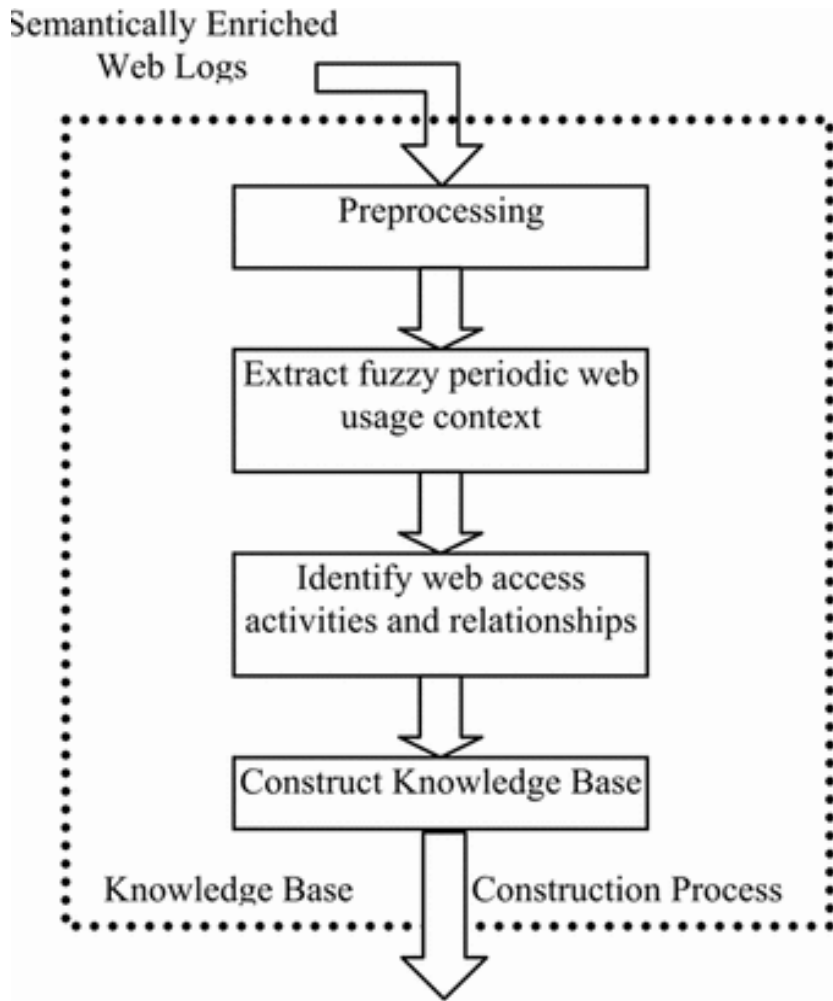 Semantically Enriched
Web Logs
Preprocessing
Extract fuzzy periodic web
usage context
Identify web access
activities and relationships
Construct Knowledge Base
Knowledge Base Construction Process